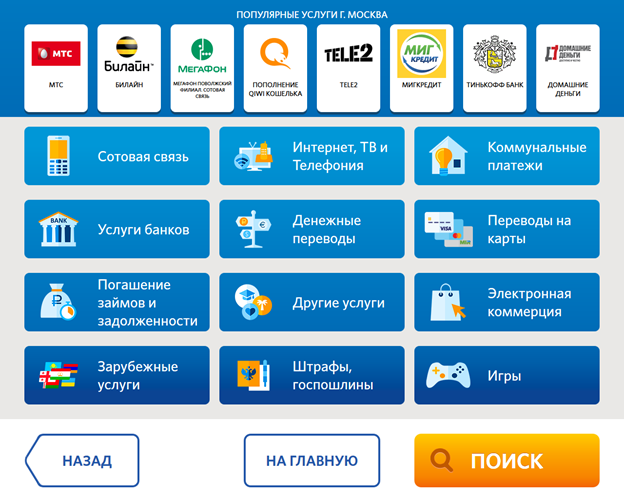 ПОПУЛЯРНЫЕ УСЛУГИ Г. МОСКВА
МТС
Билайн™
МЕГАФОН
TELE2
МИГ
КРЕДИТ
ДОМАШНИЕ
ДЕНЬГИ
МТС
БИЛАЙН
МЕГАФОН ПОВОЛЖСКИЙ
ФИЛИАЛ. СОТОВАЯ
СВЯЗЬ
ПОПОЛНЕНИЕ
QIWI КОШЕЛЬКА
TELE2
МИГКРЕДИТ
ТИНЬКОФФ БАНК
ДОМАШНИЕ
ДЕНЬГИ
Сотовая связь
Интернет, ТВ и
Телефония
Коммунальные
платежи
BANK
Услуги банков
Денежные
переводы
VISA
Переводы на
карты
Погашение
займов и
задолженности
Другие услуги
Электронная
коммерция
Зарубежные
услуги
Штрафы,
госпошлины
Игры
НАЗАД
НА ГЛАВНУЮ
ПОИСК